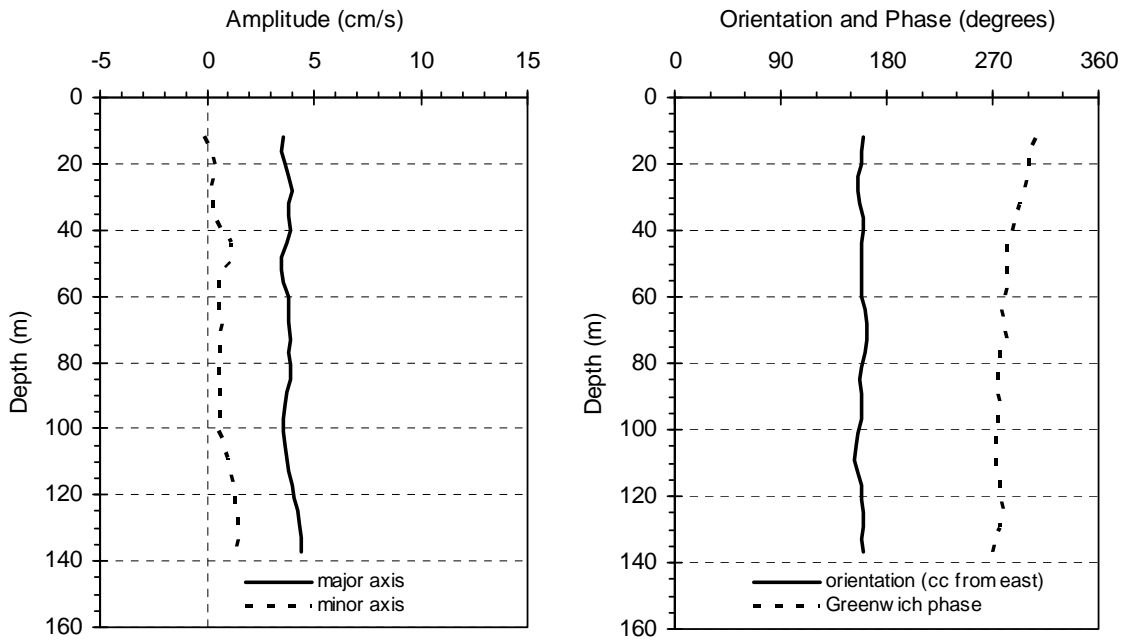 Amplitude (cm/s)
-5 0 5 10 15
0
20
40
60
80
100
120
140
160
Depth (m)
major axis
minor axis
Orientation and Phase (degrees)
0 90 180 270 360
0
20
40
60
80
100
120
140
160
Depth (m)
orientation (cc from east)
Greenwich phase